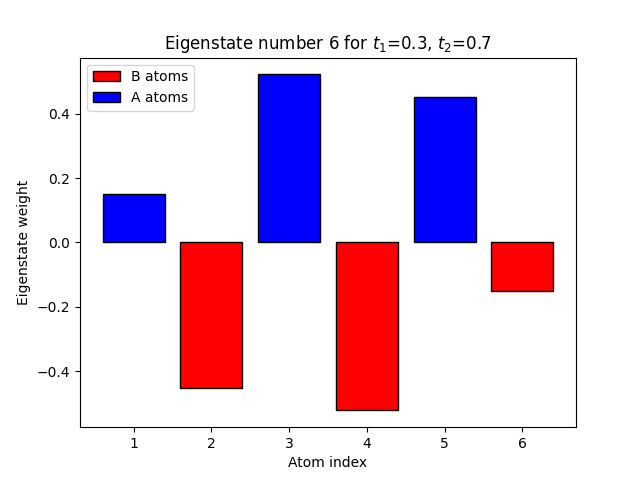 Eigenstate number 6 for t₁=0.3, t₂=0.7
B atoms
A atoms
Eigenstate weight
0.4
0.2
0.0
−0.2
−0.4
1 2 3 4 5 6
Atom index